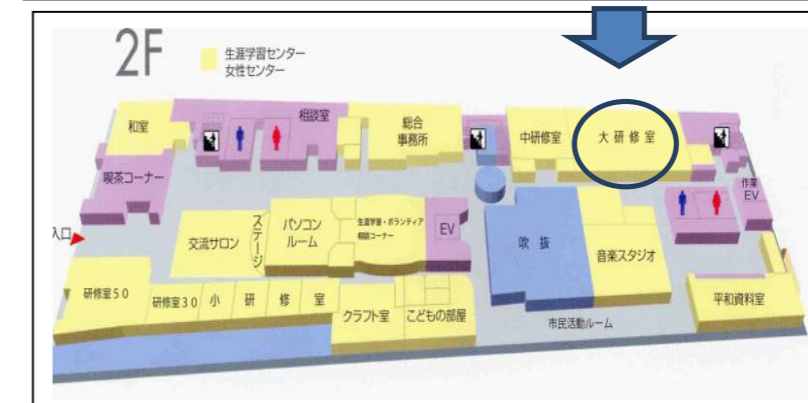 2F
生涯学習センター
女性センター
和室
相談室
総合
事務所
中研修室
大研修室
喫茶コーナー
作業
EV
入口
交流サロン
ステージ
パソコン
ルーム
生涯学習・ボランティア
相談コーナー
EV
吹抜
音楽スタジオ
研修室50
研修室30
小研修室
クラフト室
こどもの部屋
市民活動ルーム
平和資料室